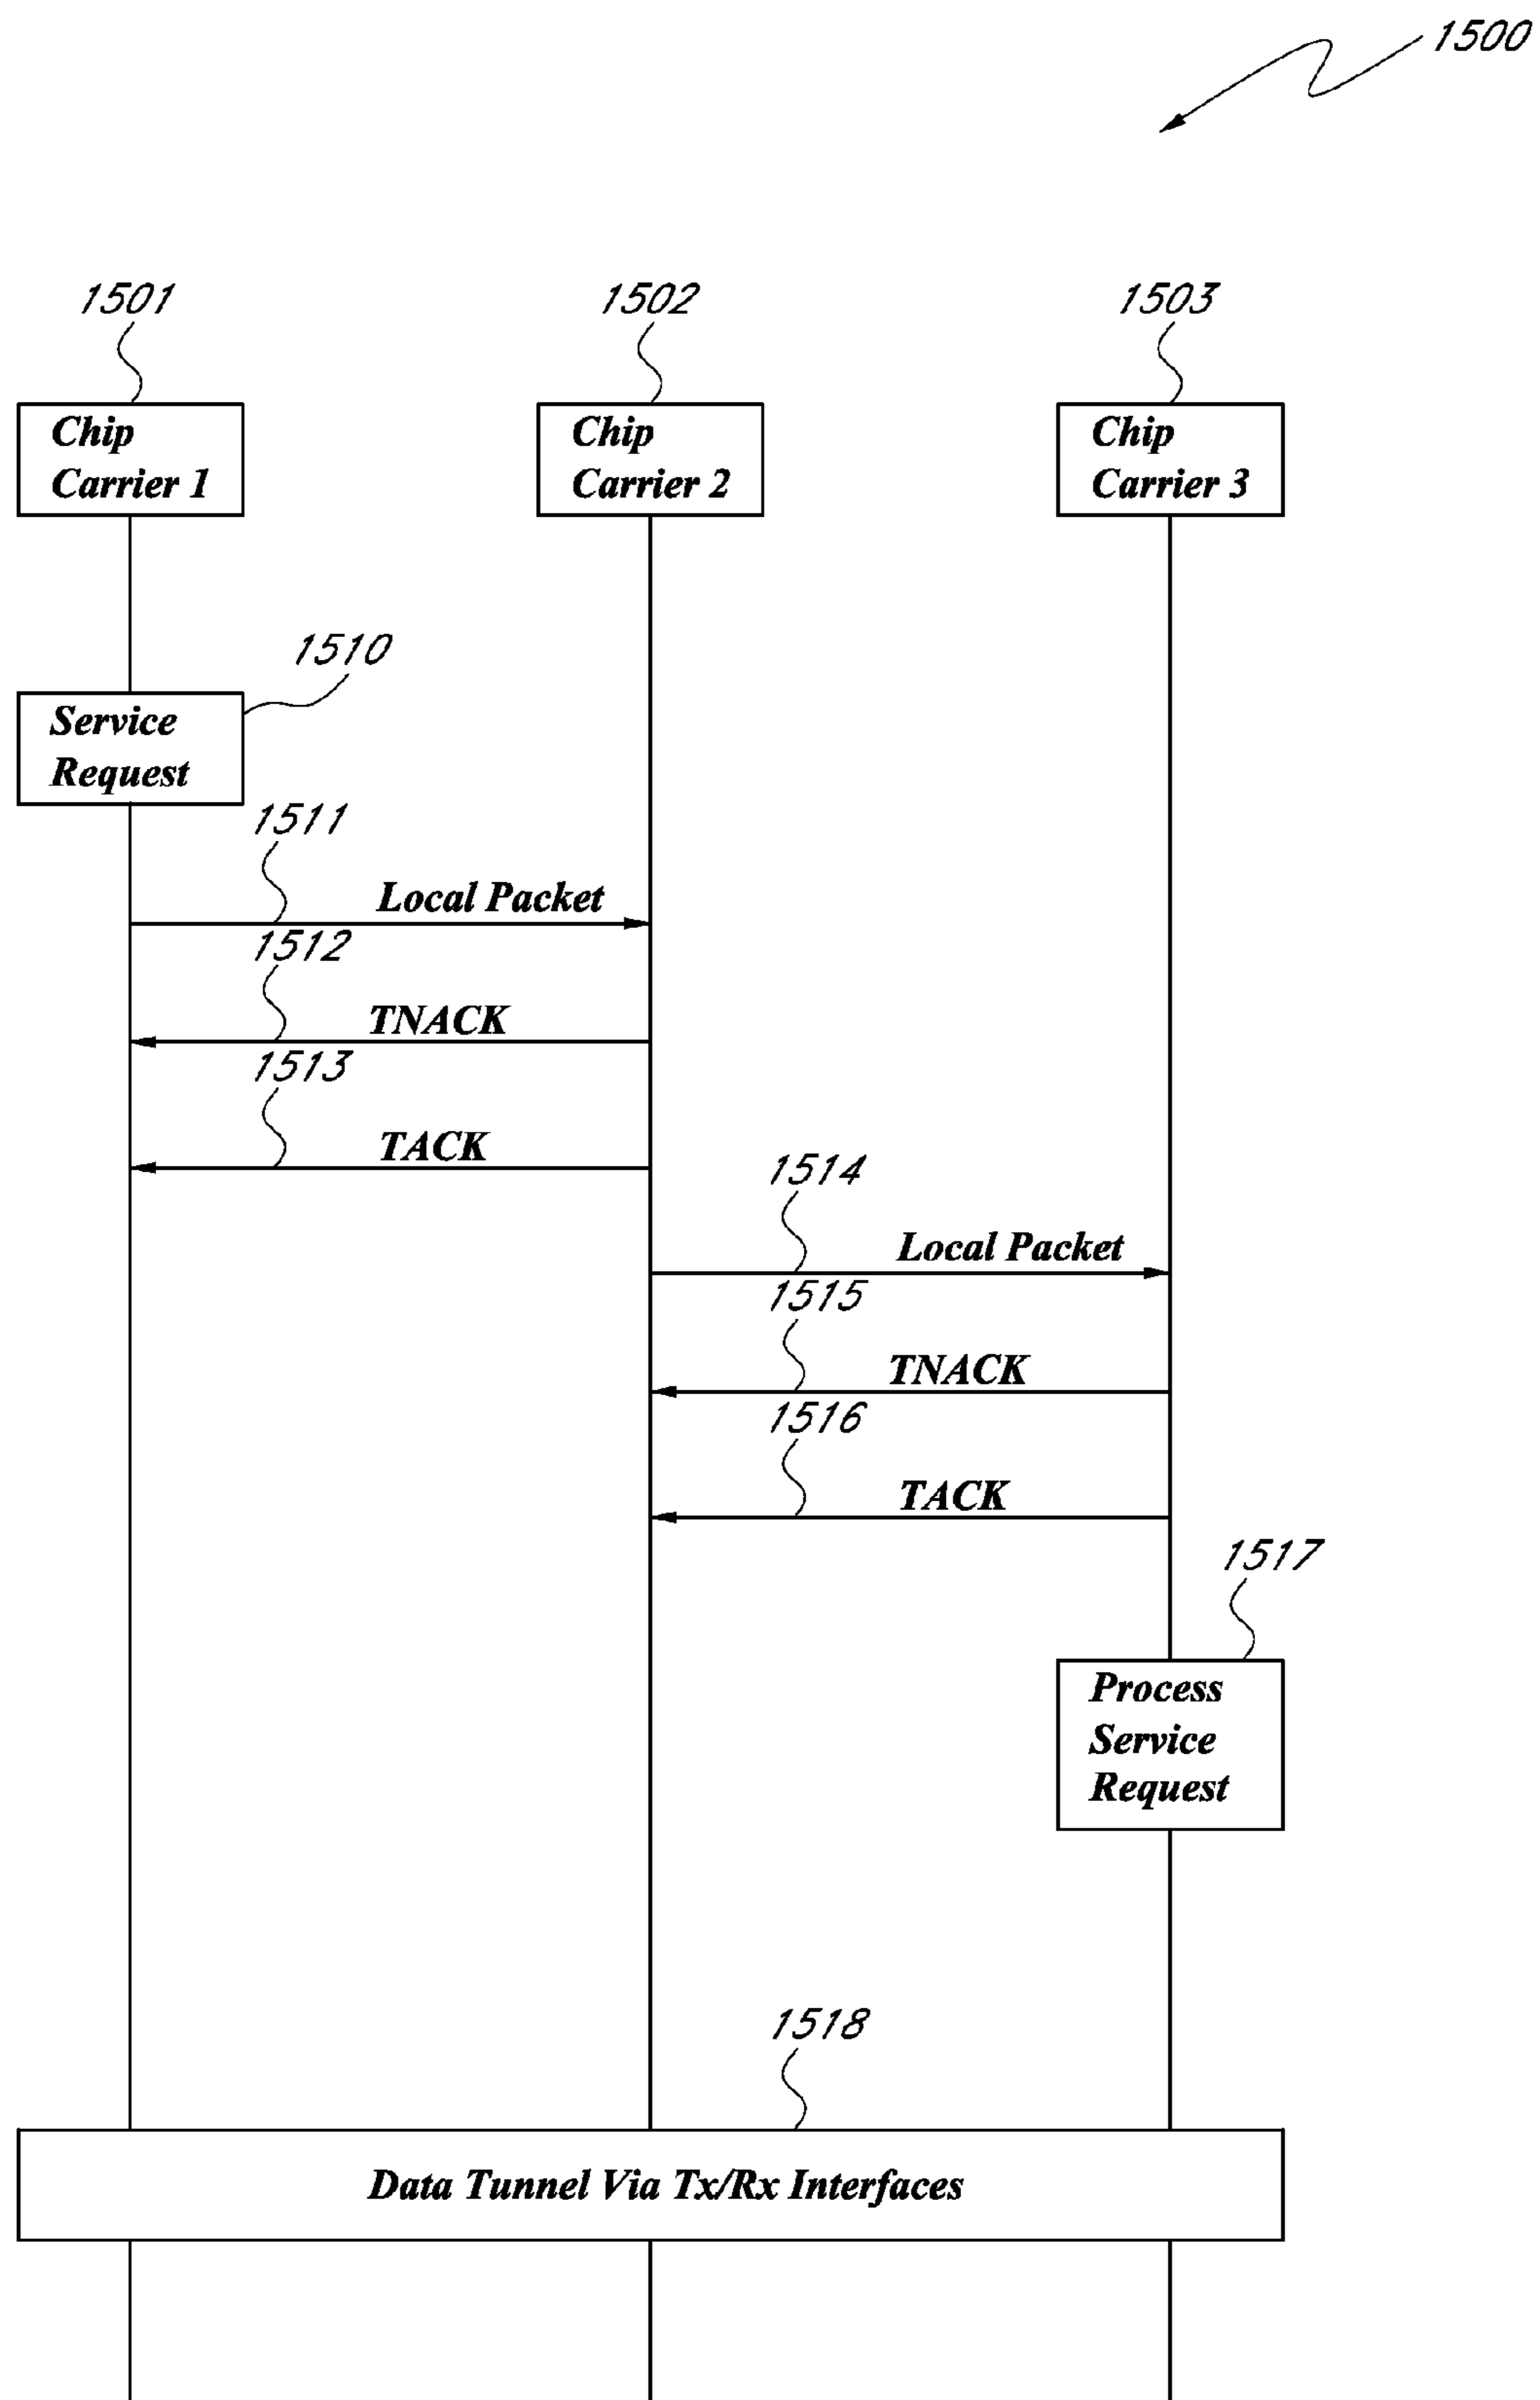 1500
1501
1502
1503
Chip
Carrier 1
Chip
Carrier 2
Chip
Carrier 3
1510
Service
Request
1511
Local Packet
1512
TNACK
1513
TACK
1514
Local Packet
1515
TNACK
1516
TACK
1517
Process
Service
Request
1518
Data Tunnel Via Tx/Rx Interfaces